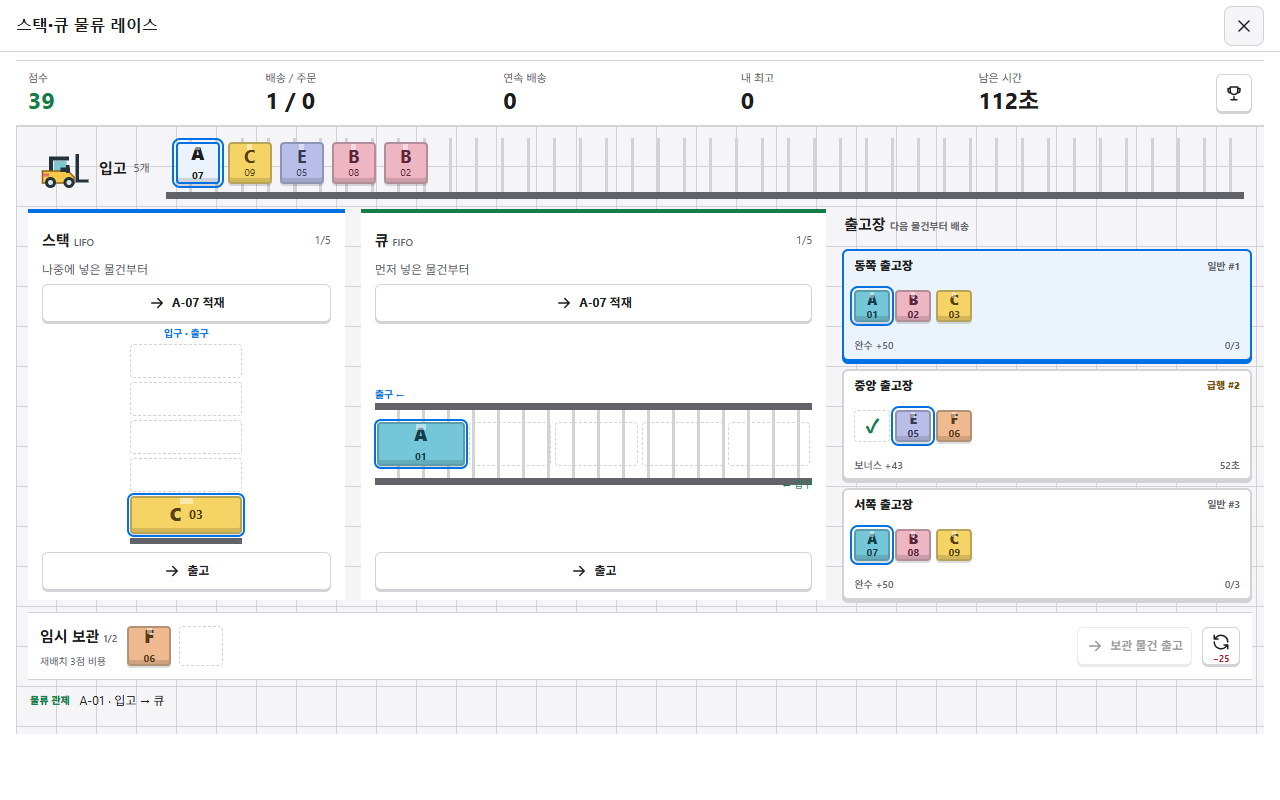 스택·큐 물류 레이스
점수
39
배송 / 주문
1 / 0
연속 배송
0
내 최고
0
남은 시간
112초
입고 5개
A 07
C 09
E 05
B 08
B 02
스택 LIFO 1/5
나중에 넣은 물건부터
A-07 적재
입구 · 출구
C 03
출고
큐 FIFO 1/5
먼저 넣은 물건부터
A-07 적재
출구 ←
A 01
← 입구
출고
출고장 다음 물건부터 배송
동쪽 출고장 일반 #1
A 01
B 02
C 03
완수 +50 0/3
중앙 출고장 급행 #2
E 05
F 06
보너스 +43 52초
서쪽 출고장 일반 #3
A 07
B 08
C 09
완수 +50 0/3
임시 보관 1/2
재배치 3점 비용
F 06
보관 물건 출고
-25
물류 관제 A-01 · 입고 → 큐